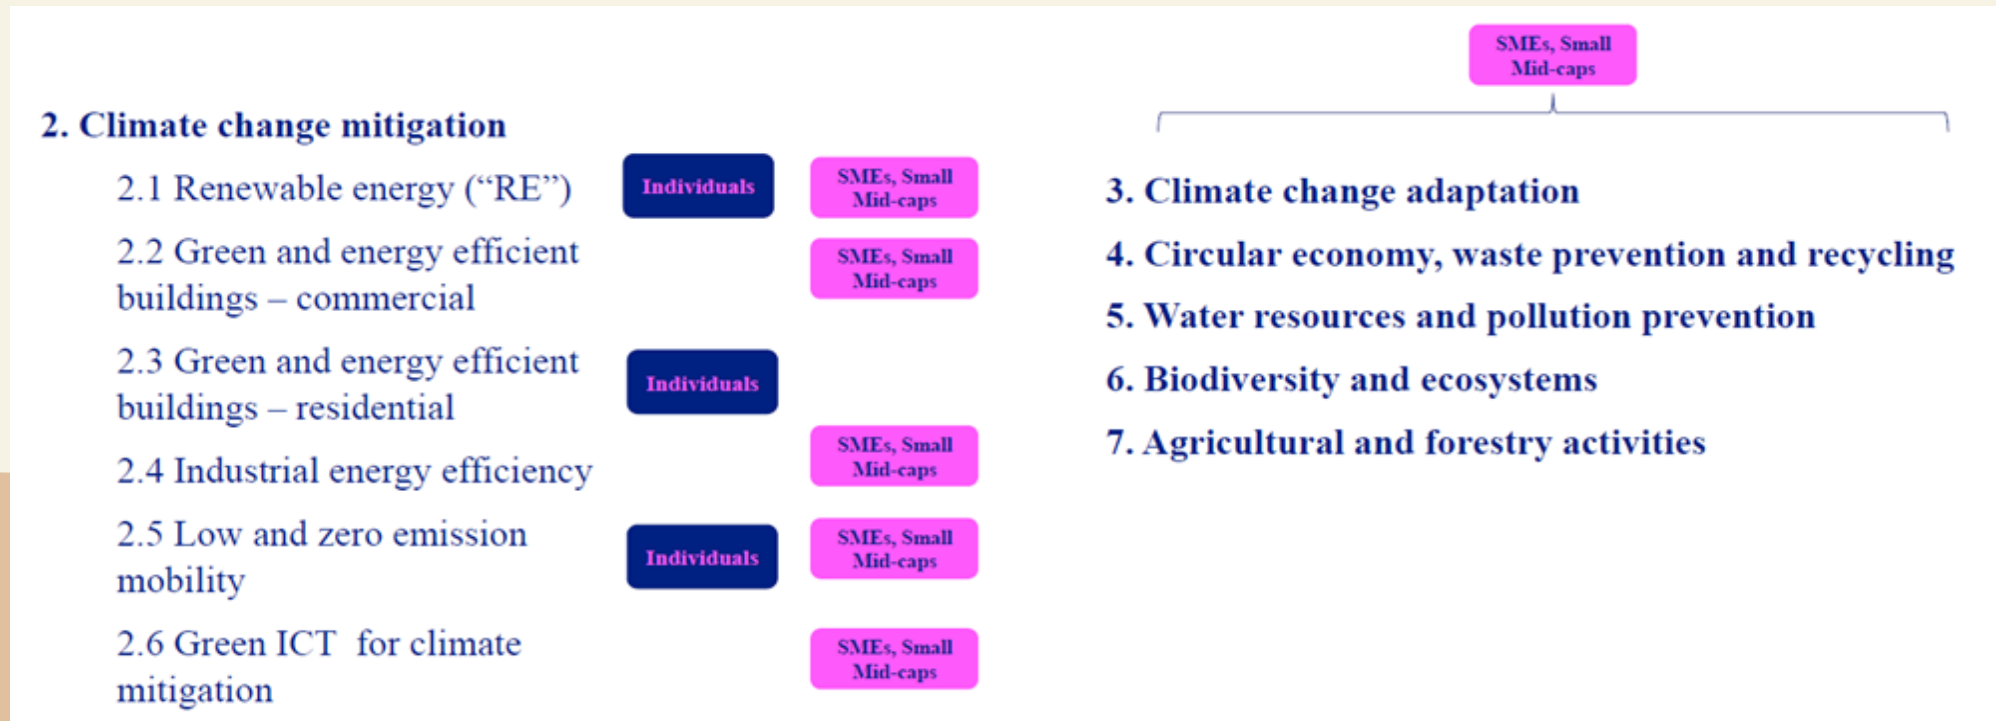 2. Climate change mitigation
2.1 Renewable energy (“RE”)
Individuals
SMEs, Small
Mid-caps
2.2 Green and energy efficient
buildings – commercial
SMEs, Small
Mid-caps
2.3 Green and energy efficient
buildings – residential
Individuals
2.4 Industrial energy efficiency
SMEs, Small
Mid-caps
2.5 Low and zero emission
mobility
Individuals
SMEs, Small
Mid-caps
2.6 Green ICT  for climate
mitigation
SMEs, Small
Mid-caps
SMEs, Small
Mid-caps
3. Climate change adaptation
4. Circular economy, waste prevention and recycling
5. Water resources and pollution prevention
6. Biodiversity and ecosystems
7. Agricultural and forestry activities